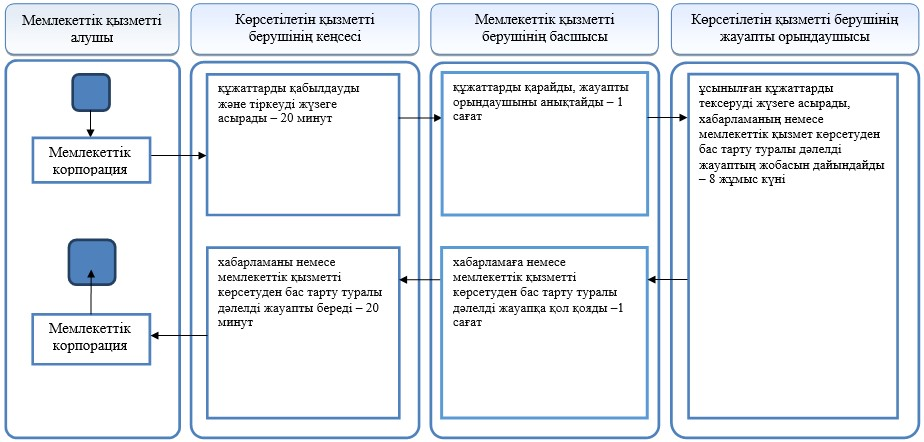 Мемлекеттік қызметті
алушы
Көрсетілетін қызметті
берушінің кеңсесі
Мемлекеттік қызметті
берушінің басшысы
Көрсетілетін қызметті берушінің
жауапты орындаушысы
Мемлекеттік
корпорация
құжаттарды қабылдауды
және тіркеуді жүзеге
асырады – 20 минут
құжаттарды қарайды, жауапты
орындаушыны анықтайды – 1
сағат
ұсынылған құжаттарды
тексеруді жүзеге асырады,
хабарламаның немесе
мемлекеттік қызмет көрсетуден
бас тарту туралы дәлелді
жауаптың жобасын дайындайды
– 8 жұмыс күні
хабарламаға немесе
мемлекеттік қызметті
көрсетуден бас тарту туралы
дәлелді жауапқа қол қояды –1
сағат
хабарламаны немесе
мемлекеттік қызметті
көрсетуден бас тарту туралы
дәлелді жауапты береді – 20
минут
Мемлекеттік
корпорация